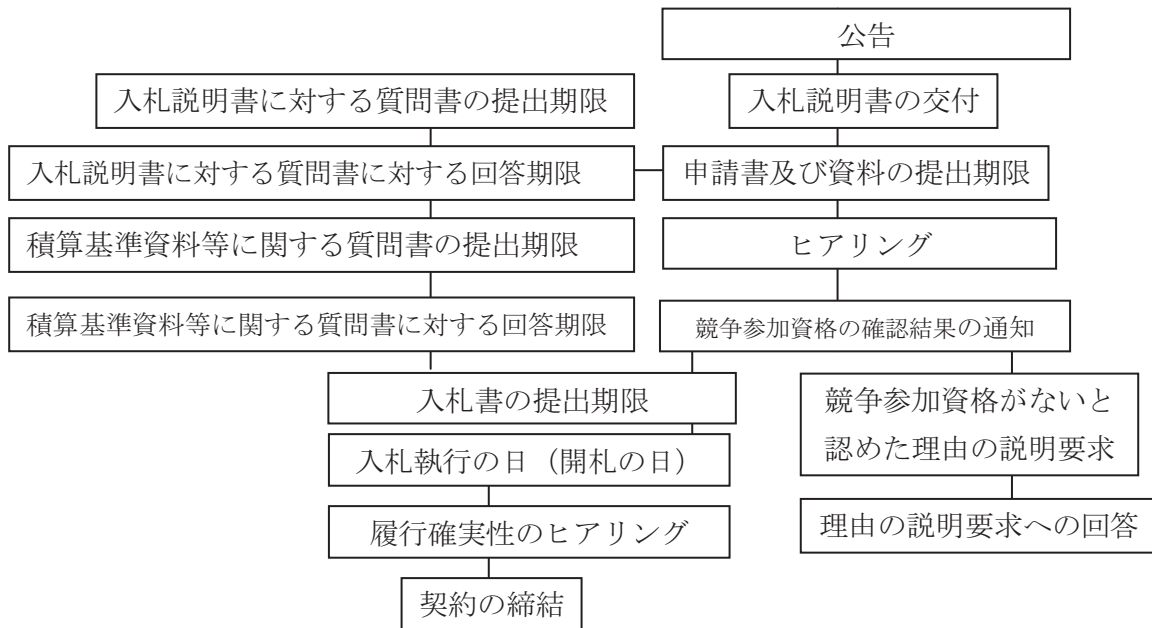 公告
入札説明書に対する質問書の提出期限
入札説明書の交付
入札説明書に対する質問書に対する回答期限
申請書及び資料の提出期限
積算基準資料等に関する質問書の提出期限
ヒアリング
積算基準資料等に関する質問書に対する回答期限
競争参加資格の確認結果の通知
入札書の提出期限
競争参加資格がないと
認めた理由の説明要求
入札執行の日（開札の日）
履行確実性のヒアリング
理由の説明要求への回答
契約の締結